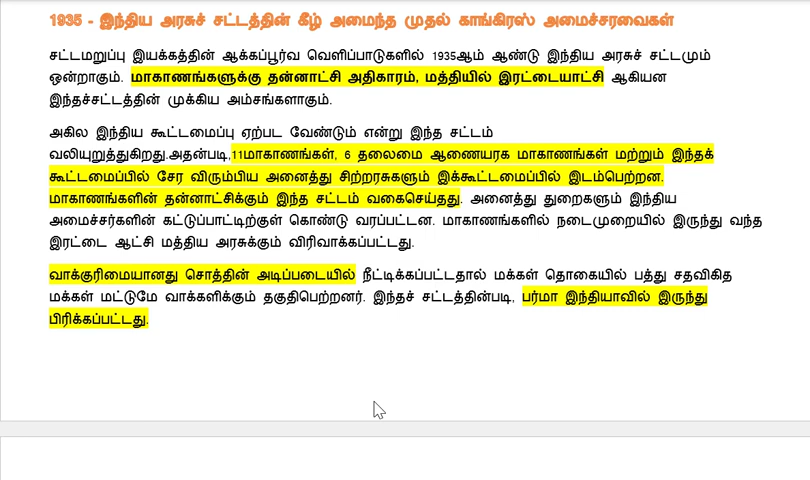 1935 - இந்திய அரசுச் சட்டத்தின் கீழ் அமைந்த முதல் காங்கிரஸ் அமைச்சரவைகள்
சட்டமறுப்பு இயக்கத்தின் ஆக்கப்பூர்வ வெளிப்பாடுகளில் 1935ஆம் ஆண்டு இந்திய அரசுச் சட்டமும்
ஒன்றாகும். மாகாணங்களுக்கு தன்னாட்சி அதிகாரம், மத்தியில் இரட்டையாட்சி ஆகியன
இந்தச்சட்டத்தின் முக்கிய அம்சங்களாகும்.
அகில இந்திய கூட்டமைப்பு ஏற்பட வேண்டும் என்று இந்த சட்டம்
வலியுறுத்துகிறது.அதன்படி,11மாகாணங்கள், 6 தலைமை ஆணையரக மாகாணங்கள் மற்றும் இந்தக்
கூட்டமைப்பில் சேர விரும்பிய அனைத்து சிற்றரசுகளும் இக்கூட்டமைப்பில் இடம்பெற்றன.
மாகாணங்களின் தன்னாட்சிக்கும் இந்த சட்டம் வகைசெய்தது. அனைத்து துறைகளும் இந்திய
அமைச்சர்களின் கட்டுப்பாட்டிற்குள் கொண்டு வரப்பட்டன. மாகாணங்களில் நடைமுறையில் இருந்து வந்த
இரட்டை ஆட்சி மத்திய அரசுக்கும் விரிவாக்கப்பட்டது.
வாக்குரிமையானது சொத்தின் அடிப்படையில் நீட்டிக்கப்பட்டதால் மக்கள் தொகையில் பத்து சதவிகித
மக்கள் மட்டுமே வாக்களிக்கும் தகுதிபெற்றனர். இந்தச் சட்டத்தின்படி, பர்மா இந்தியாவில் இருந்து
பிரிக்கப்பட்டது.